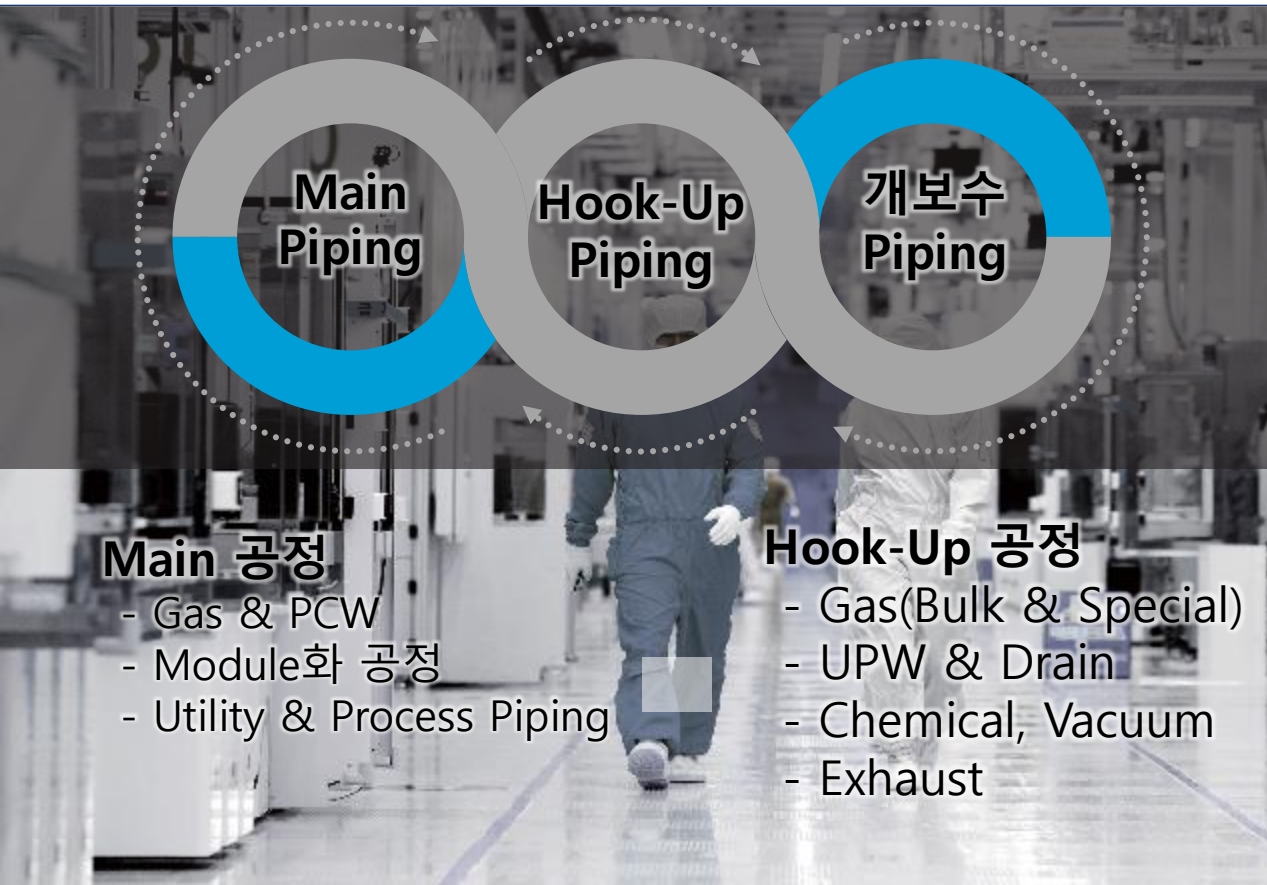 Main
Piping
Hook-Up
Piping
개보수
Piping
Main 공정
- Gas & PCW
- Module화 공정
- Utility & Process Piping
Hook-Up 공정
- Gas(Bulk & Special)
- UPW & Drain
- Chemical, Vacuum
- Exhaust